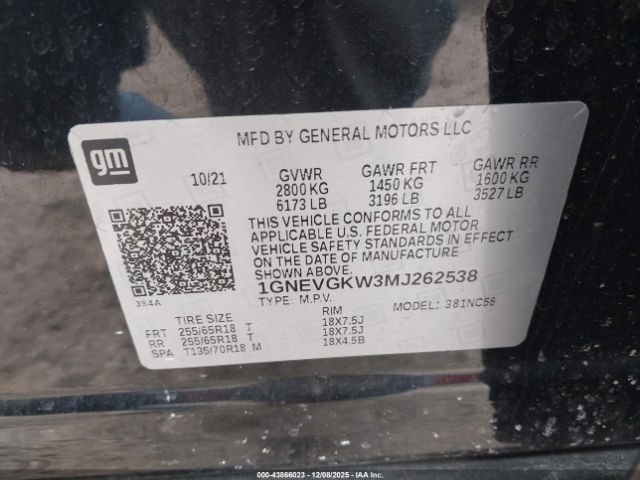 MFD BY GENERAL MOTORS LLC
gm
10/21
GVWR GAWR FRT GAWR RR
2800 KG 1450 KG 1600 KG
6173 LB 3196 LB 3527 LB
THIS VEHICLE CONFORMS TO ALL
APPLICABLE U.S. FEDERAL MOTOR
VEHICLE SAFETY STANDARDS IN EFFECT
ON THE DATE OF MANUFACTURE
SHOWN ABOVE.
1GNEVGKW3MJ262538
384A
TYPE: M.P.V. MODEL: 381NC56
TIRE SIZE RIM
FRT 255/65R18 T 18X7.5J
RR 255/65R18 T 18X7.5J
SPA T135/70R18 M 18X4.5B
000-43866023 - 12/08/2025 - IAAI.COM